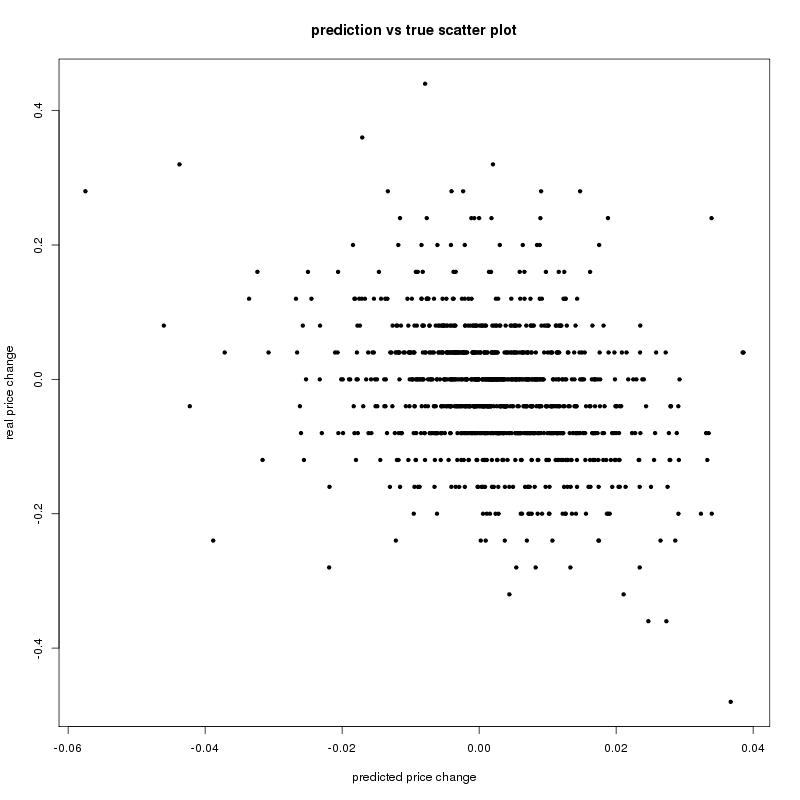 prediction vs true scatter plot
real price change
0.4
0.2
0.0
-0.2
-0.4
-0.06 -0.04 -0.02 0.00 0.02 0.04
predicted price change